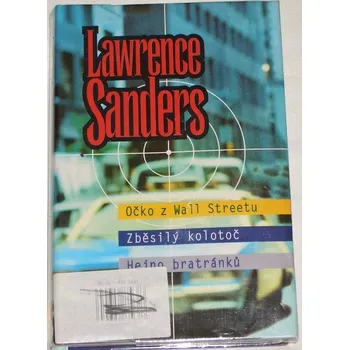 Lawrence
Sanders
Očko z Wall Streetu
Zběsilý kolotoč
Hejno bratránků